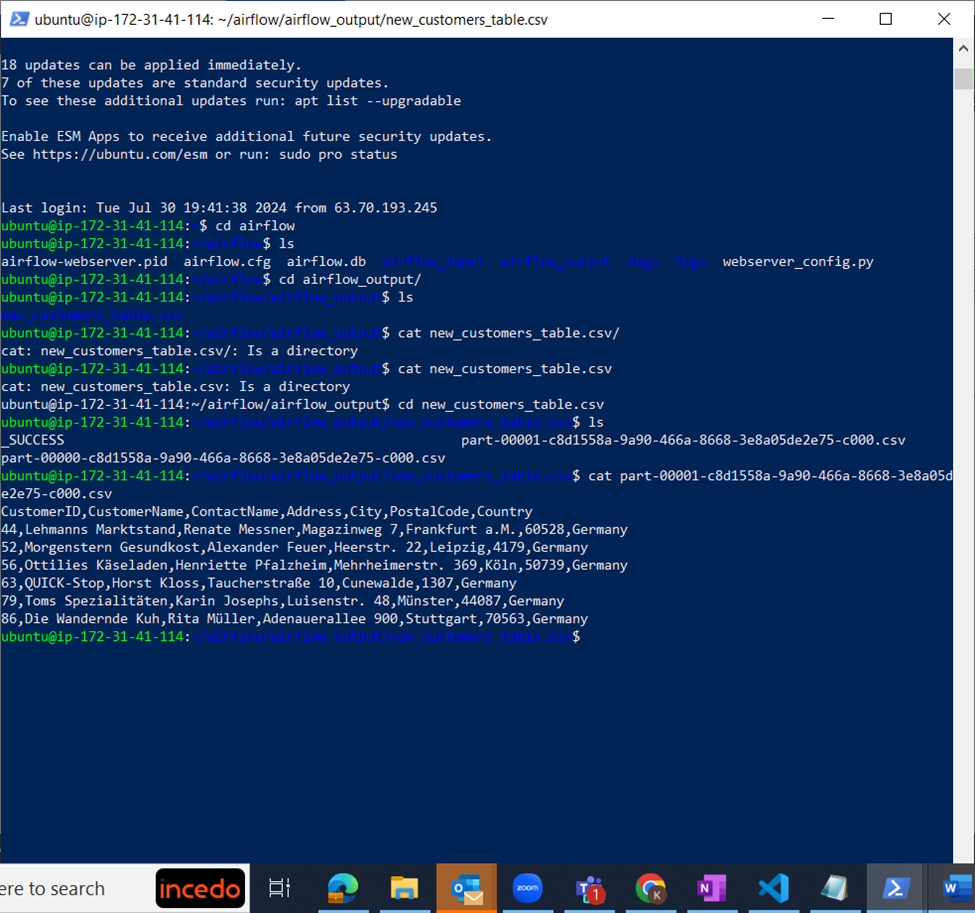 ubuntu@ip-172-31-41-114: ~/airflow/airflow_output/new_customers_table.csv
18 updates can be applied immediately.
7 of these updates are standard security updates.
To see these additional updates run: apt list --upgradable
Enable ESM Apps to receive additional future security updates.
See https://ubuntu.com/esm or run: sudo pro status
Last login: Tue Jul 30 19:41:38 2024 from 63.70.193.245
ubuntu@ip-172-31-41-114:~$ cd airflow
ubuntu@ip-172-31-41-114:~/airflow$ ls
airflow-webserver.pid airflow.cfg airflow.db airflow_input airflow_output dags logs webserver_config.py
ubuntu@ip-172-31-41-114:~/airflow$ cd airflow_output/
ubuntu@ip-172-31-41-114:~/airflow/airflow_output$ ls
new_customers_table.csv
ubuntu@ip-172-31-41-114:~/airflow/airflow_output$ cat new_customers_table.csv/
cat: new_customers_table.csv/: Is a directory
ubuntu@ip-172-31-41-114:~/airflow/airflow_output$ cat new_customers_table.csv
cat: new_customers_table.csv: Is a directory
ubuntu@ip-172-31-41-114:~/airflow/airflow_output$ cd new_customers_table.csv
ubuntu@ip-172-31-41-114:~/airflow/airflow_output/new_customers_table.csv$ ls
_SUCCESS part-00001-c8d1558a-9a90-466a-8668-3e8a05de2e75-c000.csv
part-00000-c8d1558a-9a90-466a-8668-3e8a05de2e75-c000.csv
ubuntu@ip-172-31-41-114:~/airflow/airflow_output/new_customers_table.csv$ cat part-00001-c8d1558a-9a90-466a-8668-3e8a05d
e2e75-c000.csv
CustomerID,CustomerName,ContactName,Address,City,PostalCode,Country
44,Lehmanns Marktstand,Renate Messner,Magazinweg 7,Frankfurt a.M.,60528,Germany
52,Morgenstern Gesundkost,Alexander Feuer,Heerstr. 22,Leipzig,4179,Germany
56,Ottilies Käseladen,Henriette Pfalzheim,Mehrheimerstr. 369,Köln,50739,Germany
63,QUICK-Stop,Horst Kloss,Taucherstraße 10,Cunewalde,1307,Germany
79,Toms Spezialitäten,Karin Josephs,Luisenstr. 48,Münster,44087,Germany
86,Die Wandernde Kuh,Rita Müller,Adenauerallee 900,Stuttgart,70563,Germany
ubuntu@ip-172-31-41-114:~/airflow/airflow_output/new_customers_table.csv$
ere to search incedo zoom 1 K N W